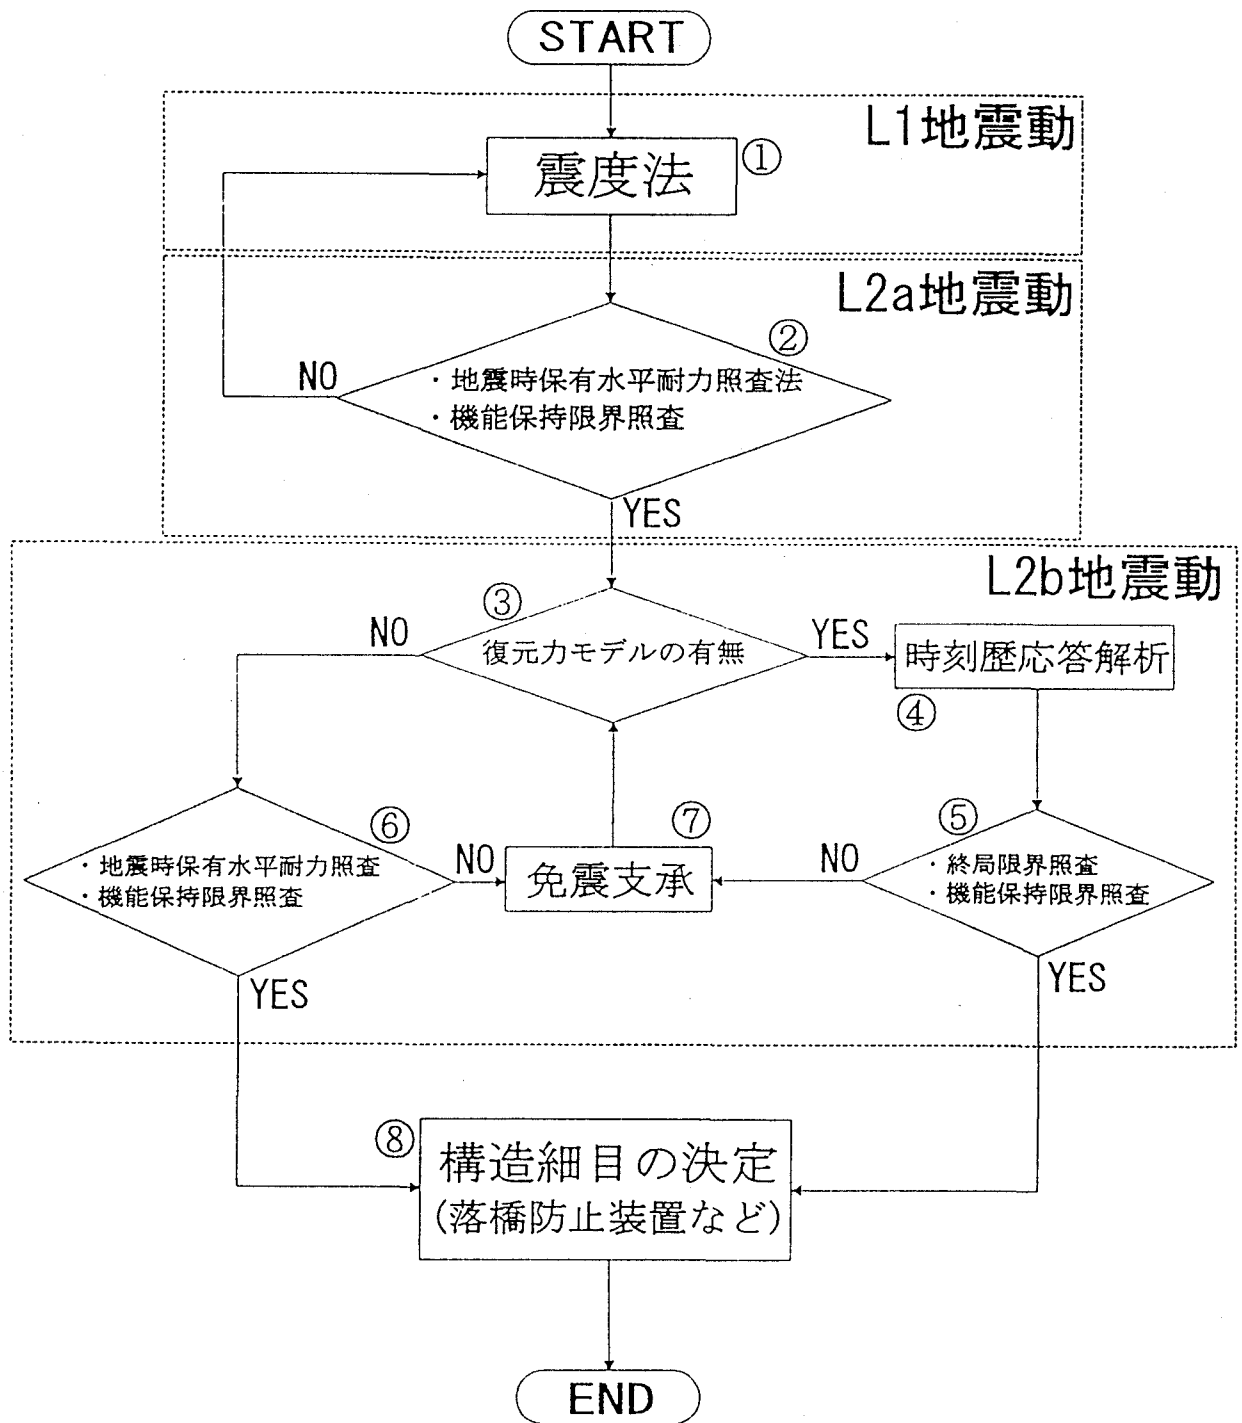 START
L1地震動
震度法
①
L2a地震動
②
NO
・地震時保有水平耐力照査法
・機能保持限界照査
YES
L2b地震動
③
NO
復元力モデルの有無
YES
時刻歴応答解析
④
⑥
・地震時保有水平耐力照査
・機能保持限界照査
NO
⑦
免震支承
NO
⑤
・終局限界照査
・機能保持限界照査
YES
YES
⑧
構造細目の決定
(落橋防止装置など)
END